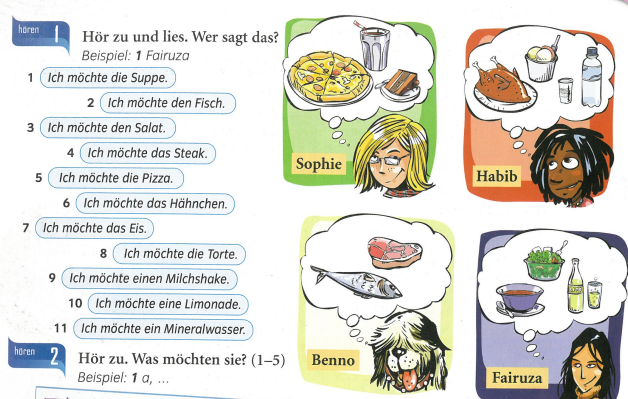 hören 1
Hör zu und lies. Wer sagt das?
Beispiel: 1 Fairuza
1 Ich möchte die Suppe.
2 Ich möchte den Fisch.
3 Ich möchte den Salat.
4 Ich möchte das Steak.
5 Ich möchte die Pizza.
6 Ich möchte das Hähnchen.
7 Ich möchte das Eis.
8 Ich möchte die Torte.
9 Ich möchte einen Milchshake.
10 Ich möchte eine Limonade.
11 Ich möchte ein Mineralwasser.
hören 2
Hör zu. Was möchten sie? (1–5)
Beispiel: 1 a, ...
Sophie
Habib
Benno
Fairuza